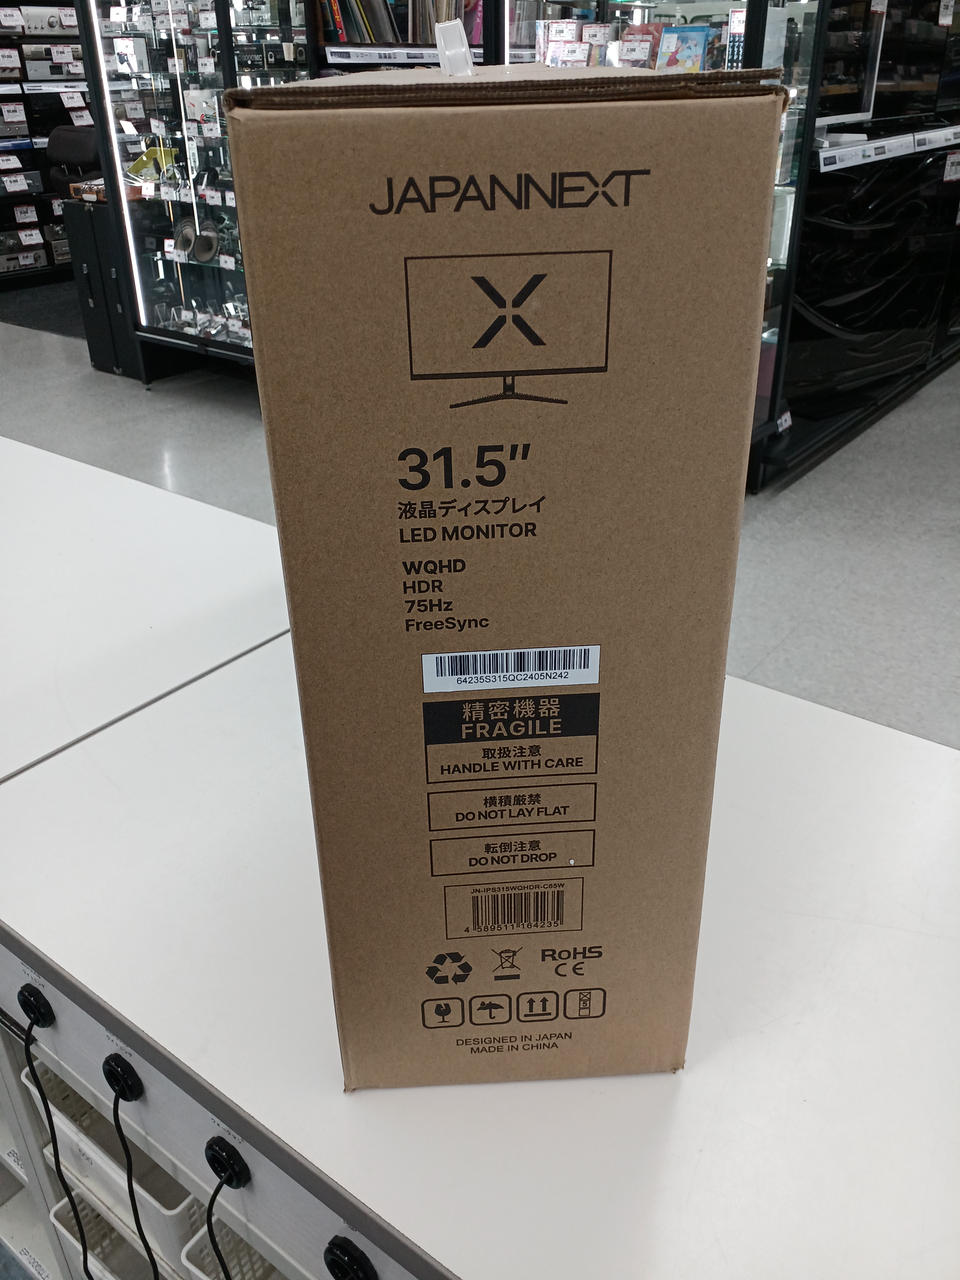 JAPANNEXT
31.5"
液晶ディスプレイ
LED MONITOR
WQHD
HDR
75Hz
FreeSync
64235S315QC2405N242
精密機器
FRAGILE
取扱注意
HANDLE WITH CARE
横積厳禁
DO NOT LAY FLAT
転倒注意
DO NOT DROP
JN-IPS315WQHDR-C65W
4 589511 164235
RoHS
CE
5
DESIGNED IN JAPAN
MADE IN CHINA